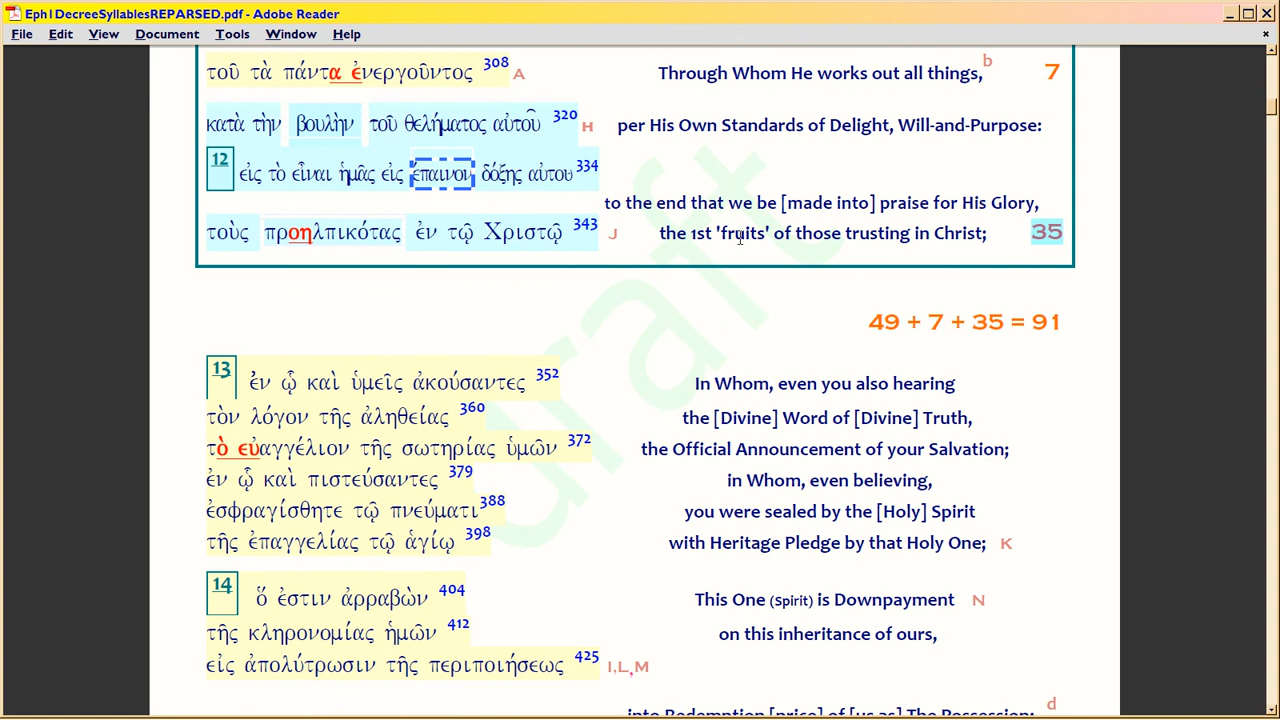 Eph1DecreeSyllablesREPARSED.pdf - Adobe Reader
File Edit View Document Tools Window Help
τοῦ τὰ πάντα ἐνεργοῦντος 308 A Through Whom He works out all things, b 7
κατὰ τὴν βουλὴν τοῦ θελήματος αὐτοῦ 320 H per His Own Standards of Delight, Will-and-Purpose:
12 εἰς τὸ εἶναι ἡμᾶς εἰς ἔπαινον δόξης αὐτου 334
to the end that we be [made into] praise for His Glory,
τοὺς προηλπικότας ἐν τῷ Χριστῷ 343 J the 1st 'fruits' of those trusting in Christ; 35
49 + 7 + 35 = 91
13 ἐν ᾧ καὶ ὑμεῖς ἀκούσαντες 352 In Whom, even you also hearing
τὸν λόγον τῆς ἀληθείας 360 the [Divine] Word of [Divine] Truth,
τὸ εὐαγγέλιον τῆς σωτηρίας ὑμῶν 372 the Official Announcement of your Salvation;
ἐν ᾧ καὶ πιστεύσαντες 379 in Whom, even believing,
ἐσφραγίσθητε τῷ πνεύματι 388 you were sealed by the [Holy] Spirit
τῆς ἐπαγγελίας τῷ ἁγίῳ 398 with Heritage Pledge by that Holy One; K
14 ὅ ἐστιν ἀρραβὼν 404 This One (Spirit) is Downpayment N
τῆς κληρονομίας ἡμῶν 412 on this inheritance of ours,
εἰς ἀπολύτρωσιν τῆς περιποιήσεως 425 I,L,M
into Redemption [price] of [us as] The Possession; d
draft